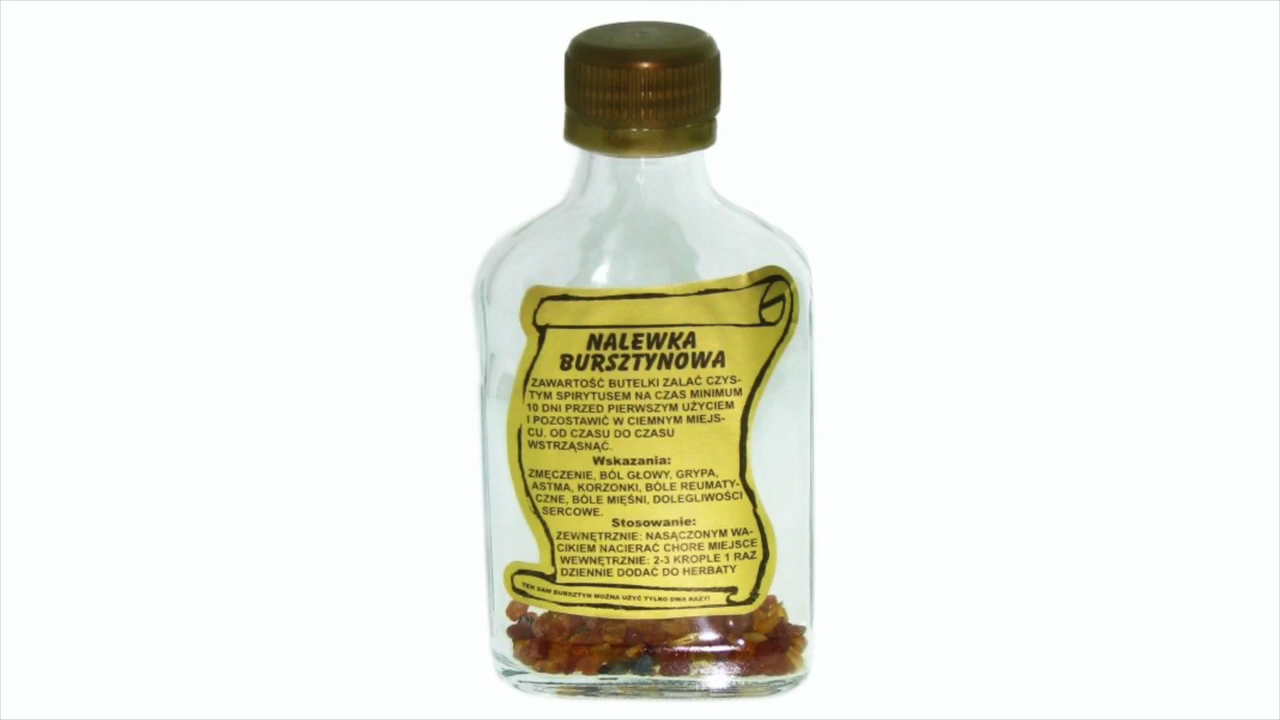 NALEWKA
BURSZTYNOWA
ZAWARTOŚĆ BUTELKI ZALAĆ CZYS-
TYM SPIRYTUSEM NA CZAS MINIMUM
10 DNI PRZED PIERWSZYM UŻYCIEM
I POZOSTAWIĆ W CIEMNYM MIEJS-
CU. OD CZASU DO CZASU
WSTRZĄSNĄĆ.
Wskazania:
ZMĘCZENIE, BÓL GŁOWY, GRYPA,
ASTMA, KORZONKI, BÓLE REUMATY-
CZNE, BÓLE MIĘŚNI, DOLEGLIWOŚCI
SERCOWE.
Stosowanie:
ZEWNĘTRZNIE: NASĄCZONYM WA-
CIKIEM NACIERAĆ CHORE MIEJSCE
WEWNĘTRZNIE: 2-3 KROPLE 1 RAZ
DZIENNIE DODAĆ DO HERBATY
TEN SAM BURSZTYN MOŻNA UŻYĆ TYLKO DWA RAZY!